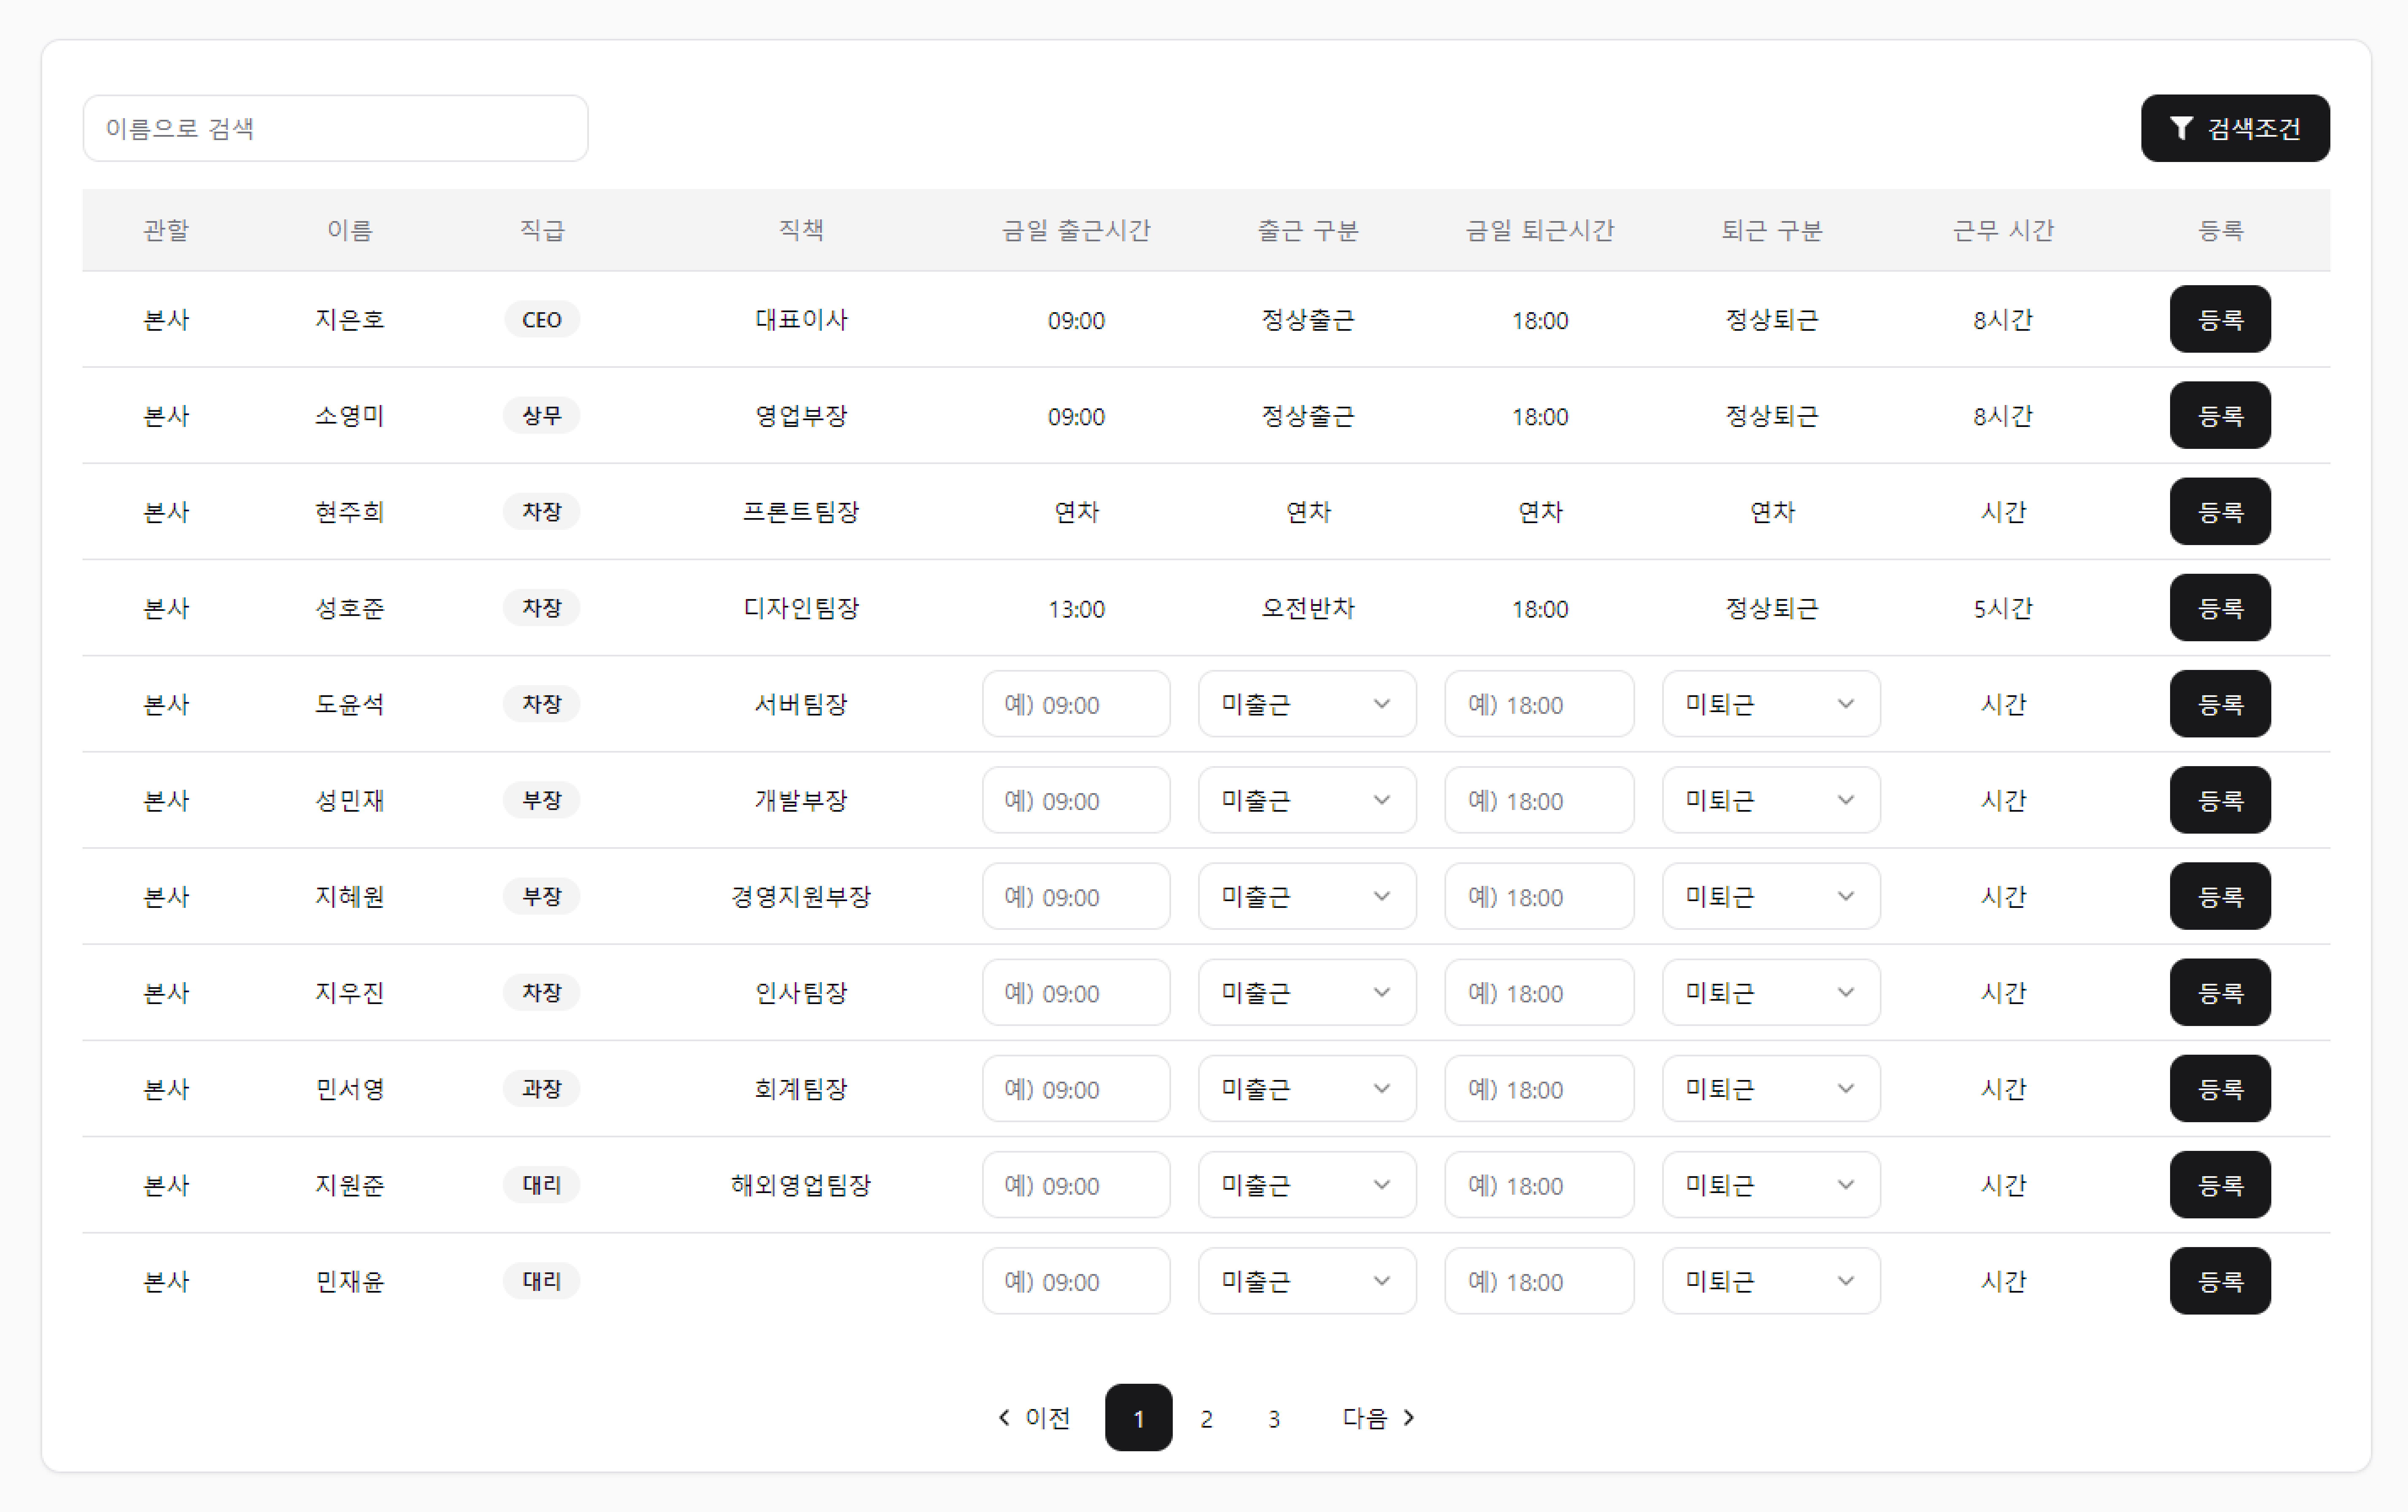 이름으로 검색 검색조건
관할 이름 직급 직책 금일 출근시간 출근 구분 금일 퇴근시간 퇴근 구분 근무 시간 등록
본사 지은호 CEO 대표이사 09:00 정상출근 18:00 정상퇴근 8시간 등록
본사 소영미 상무 영업부장 09:00 정상출근 18:00 정상퇴근 8시간 등록
본사 현주희 차장 프론트팀장 연차 연차 연차 연차 시간 등록
본사 성호준 차장 디자인팀장 13:00 오전반차 18:00 정상퇴근 5시간 등록
본사 도윤석 차장 서버팀장 예) 09:00 미출근 예) 18:00 미퇴근 시간 등록
본사 성민재 부장 개발부장 예) 09:00 미출근 예) 18:00 미퇴근 시간 등록
본사 지혜원 부장 경영지원부장 예) 09:00 미출근 예) 18:00 미퇴근 시간 등록
본사 지우진 차장 인사팀장 예) 09:00 미출근 예) 18:00 미퇴근 시간 등록
본사 민서영 과장 회계팀장 예) 09:00 미출근 예) 18:00 미퇴근 시간 등록
본사 지원준 대리 해외영업팀장 예) 09:00 미출근 예) 18:00 미퇴근 시간 등록
본사 민재윤 대리 예) 09:00 미출근 예) 18:00 미퇴근 시간 등록
이전 1 2 3 다음